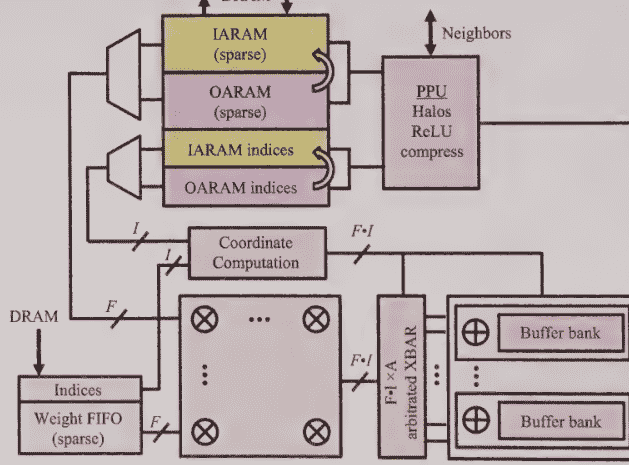 IARAM
(sparse)
OARAM
(sparse)
IARAM indices
OARAM indices
Neighbors
PPU
Halos
ReLU
compress
I
I
Coordinate
Computation
F•I
F
DRAM
Indices
Weight FIFO
(sparse)
F
...
...
F•I
F•I×A
arbitrated XBAR
...
Buffer bank
...
Buffer bank